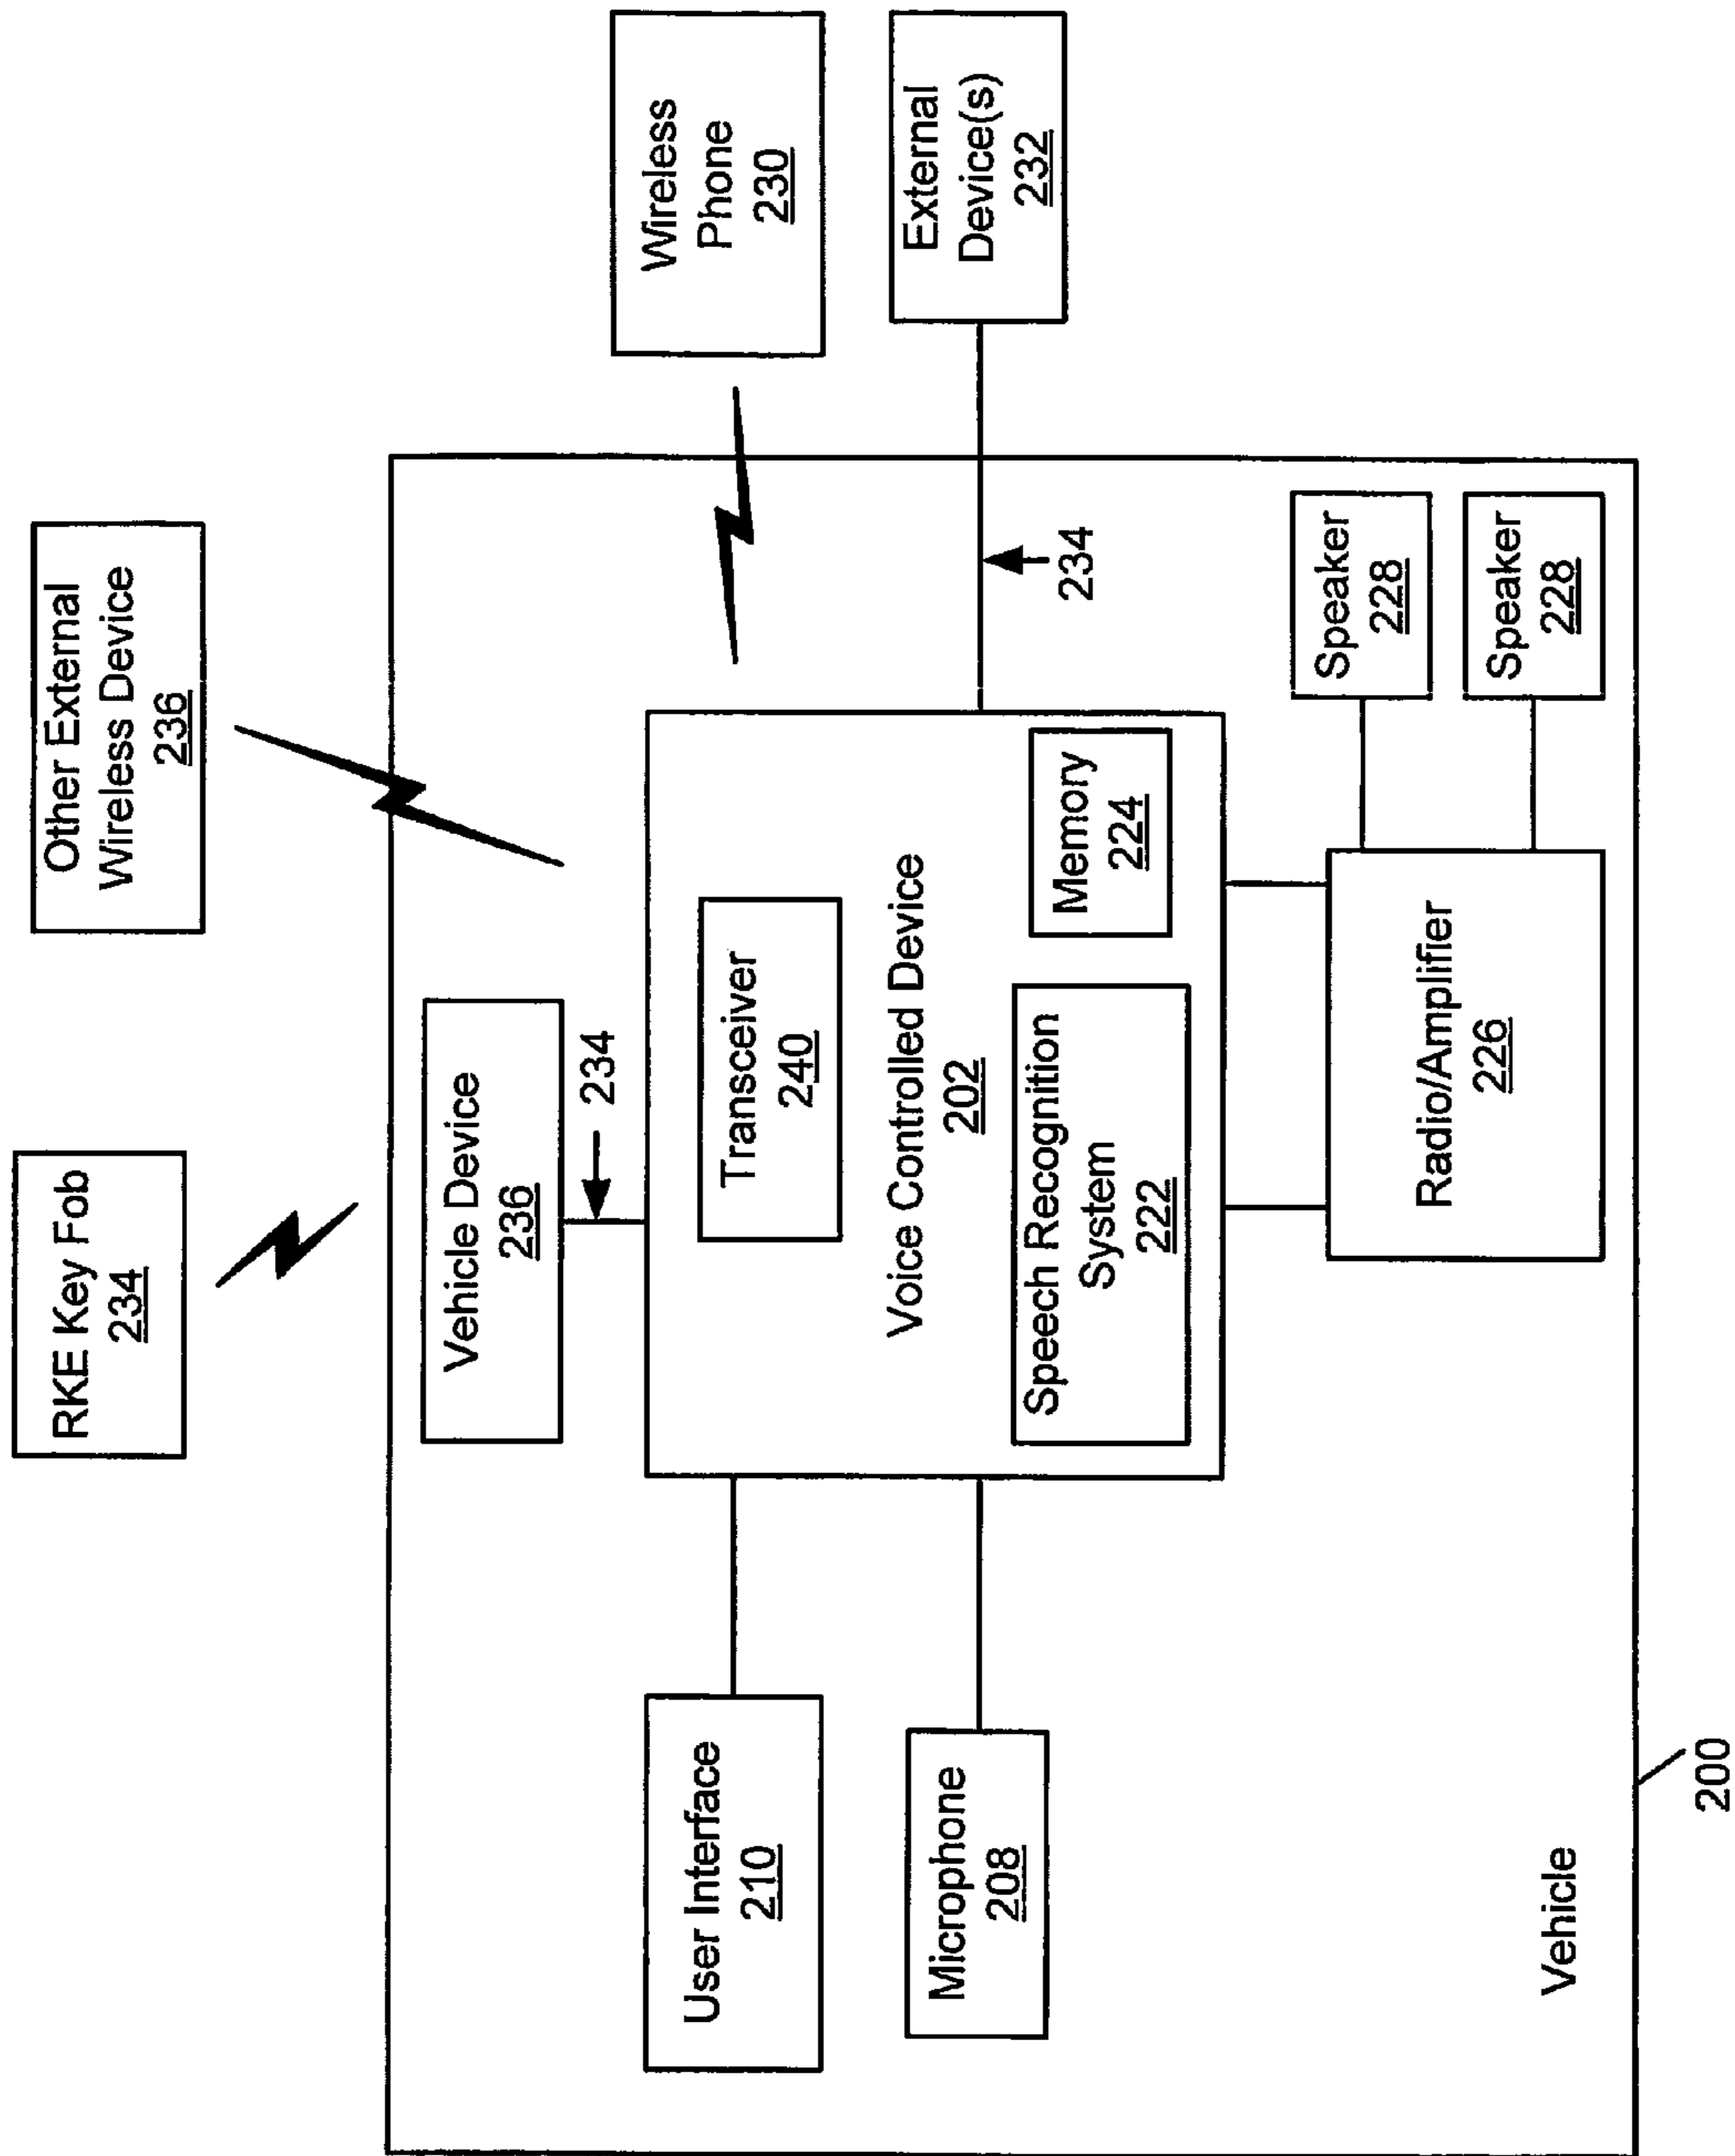 RKE Key Fob
234
Other External
Wireless Device
236
Vehicle Device
236
234
Wireless
Phone
230
User Interface
210
Transceiver
240
Voice Controlled Device
202
External
Device(s)
232
234
Microphone
208
Speech Recognition
System
222
Memory
224
Radio/Amplifier
226
Speaker
228
Speaker
228
Vehicle
200